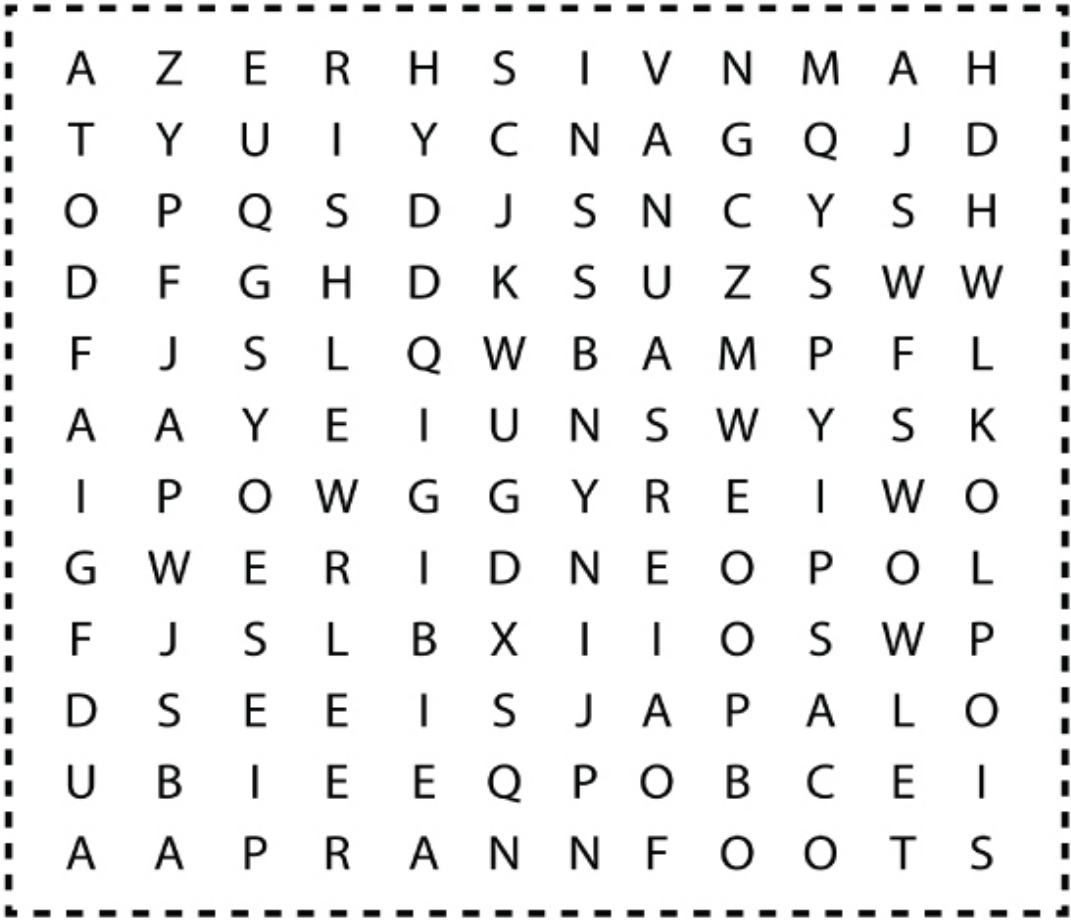 A Z E R H S I V N M A H
T Y U I Y C N A G Q J D
O P Q S D J S N C Y S H
D F G H D K S U Z S W W
F J S L Q W B A M P F L
A A Y E I U N S W Y S K
I P O W G G Y R E I W O
G W E R I D N E O P O L
F J S L B X I I O S W P
D S E E I S J A P A L O
U B I E E Q P O B C E I
A A P R A N N F O O T S